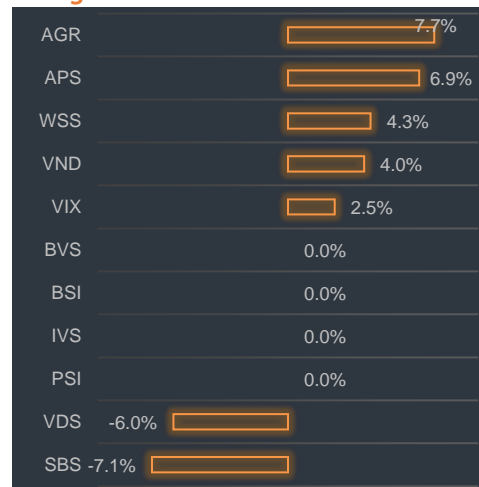 AGR 7.7%
APS 6.9%
WSS 4.3%
VND 4.0%
VIX 2.5%
BVS 0.0%
BSI 0.0%
IVS 0.0%
PSI 0.0%
VDS -6.0%
SBS -7.1%